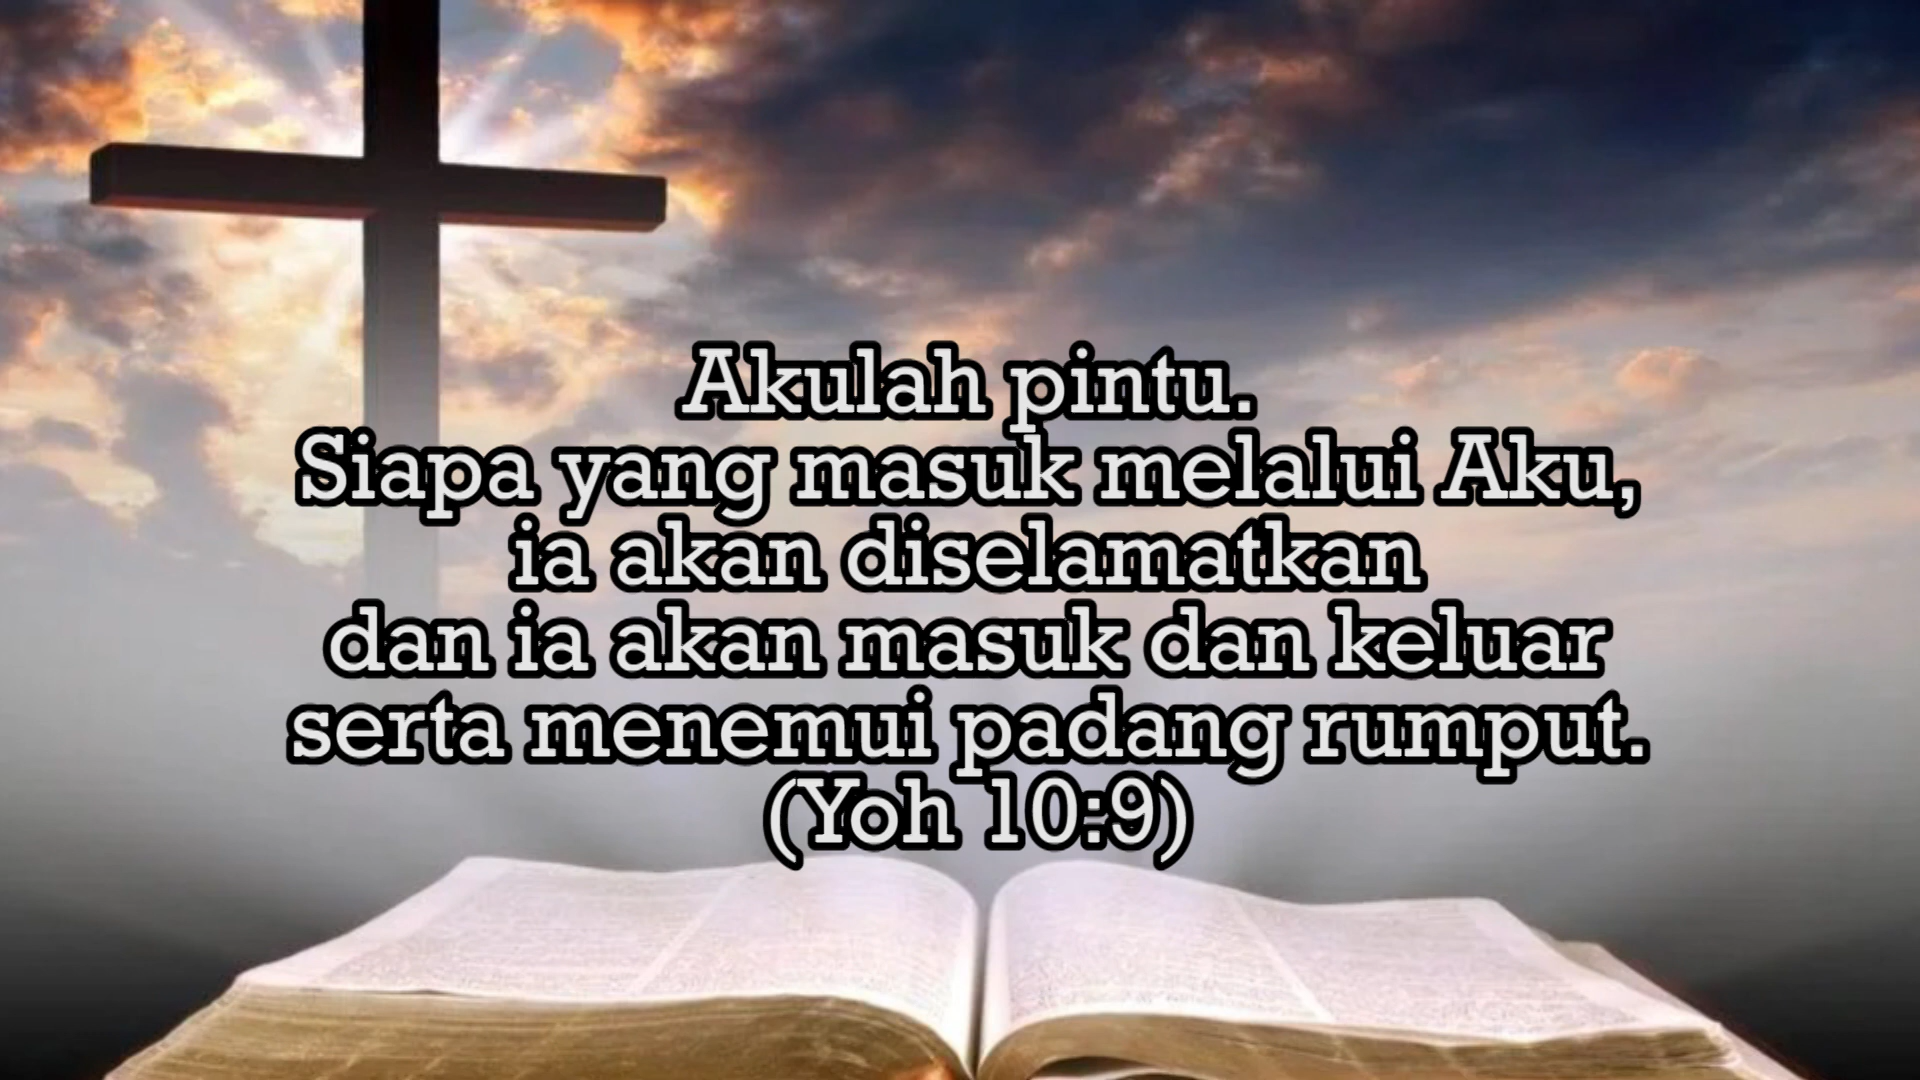 Akulah pintu.
Siapa yang masuk melalui Aku,
ia akan diselamatkan
dan ia akan masuk dan keluar
serta menemui padang rumput.
(Yoh 10:9)